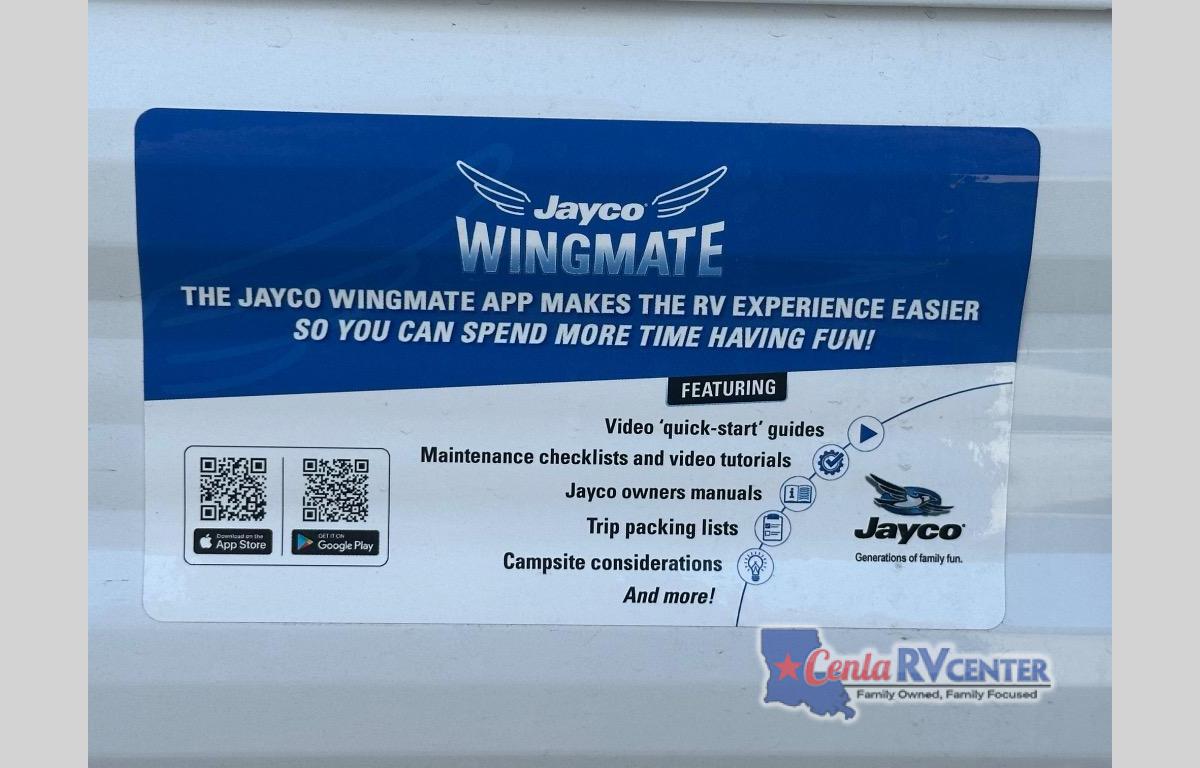 Jayco
WINGMATE
THE JAYCO WINGMATE APP MAKES THE RV EXPERIENCE EASIER
SO YOU CAN SPEND MORE TIME HAVING FUN!
FEATURING
Video ‘quick-start’ guides
Maintenance checklists and video tutorials
Jayco owners manuals
Trip packing lists
Campsite considerations
And more!
Download on the
App Store
GET IT ON
Google Play
Jayco
Generations of family fun.
Cenla RV CENTER
Family Owned, Family Focused